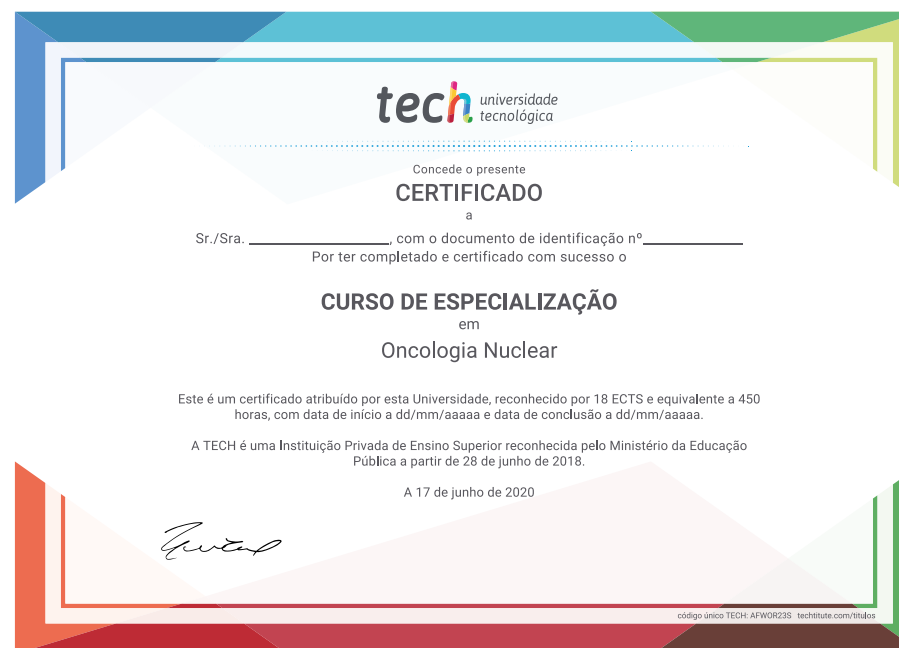 tech universidade
tecnológica
Concede o presente
CERTIFICADO
a
Sr./Sra. ____________________, com o documento de identificação nº______________
Por ter completado e certificado com sucesso o
CURSO DE ESPECIALIZAÇÃO
em
Oncologia Nuclear
Este é um certificado atribuído por esta Universidade, reconhecido por 18 ECTS e equivalente a 450
horas, com data de início a dd/mm/aaaaa e data de conclusão a dd/mm/aaaaa.
A TECH é uma Instituição Privada de Ensino Superior reconhecida pelo Ministério da Educação
Pública a partir de 28 de junho de 2018.
A 17 de junho de 2020
código único TECH: AFWOR23S techtitute.com/titulos